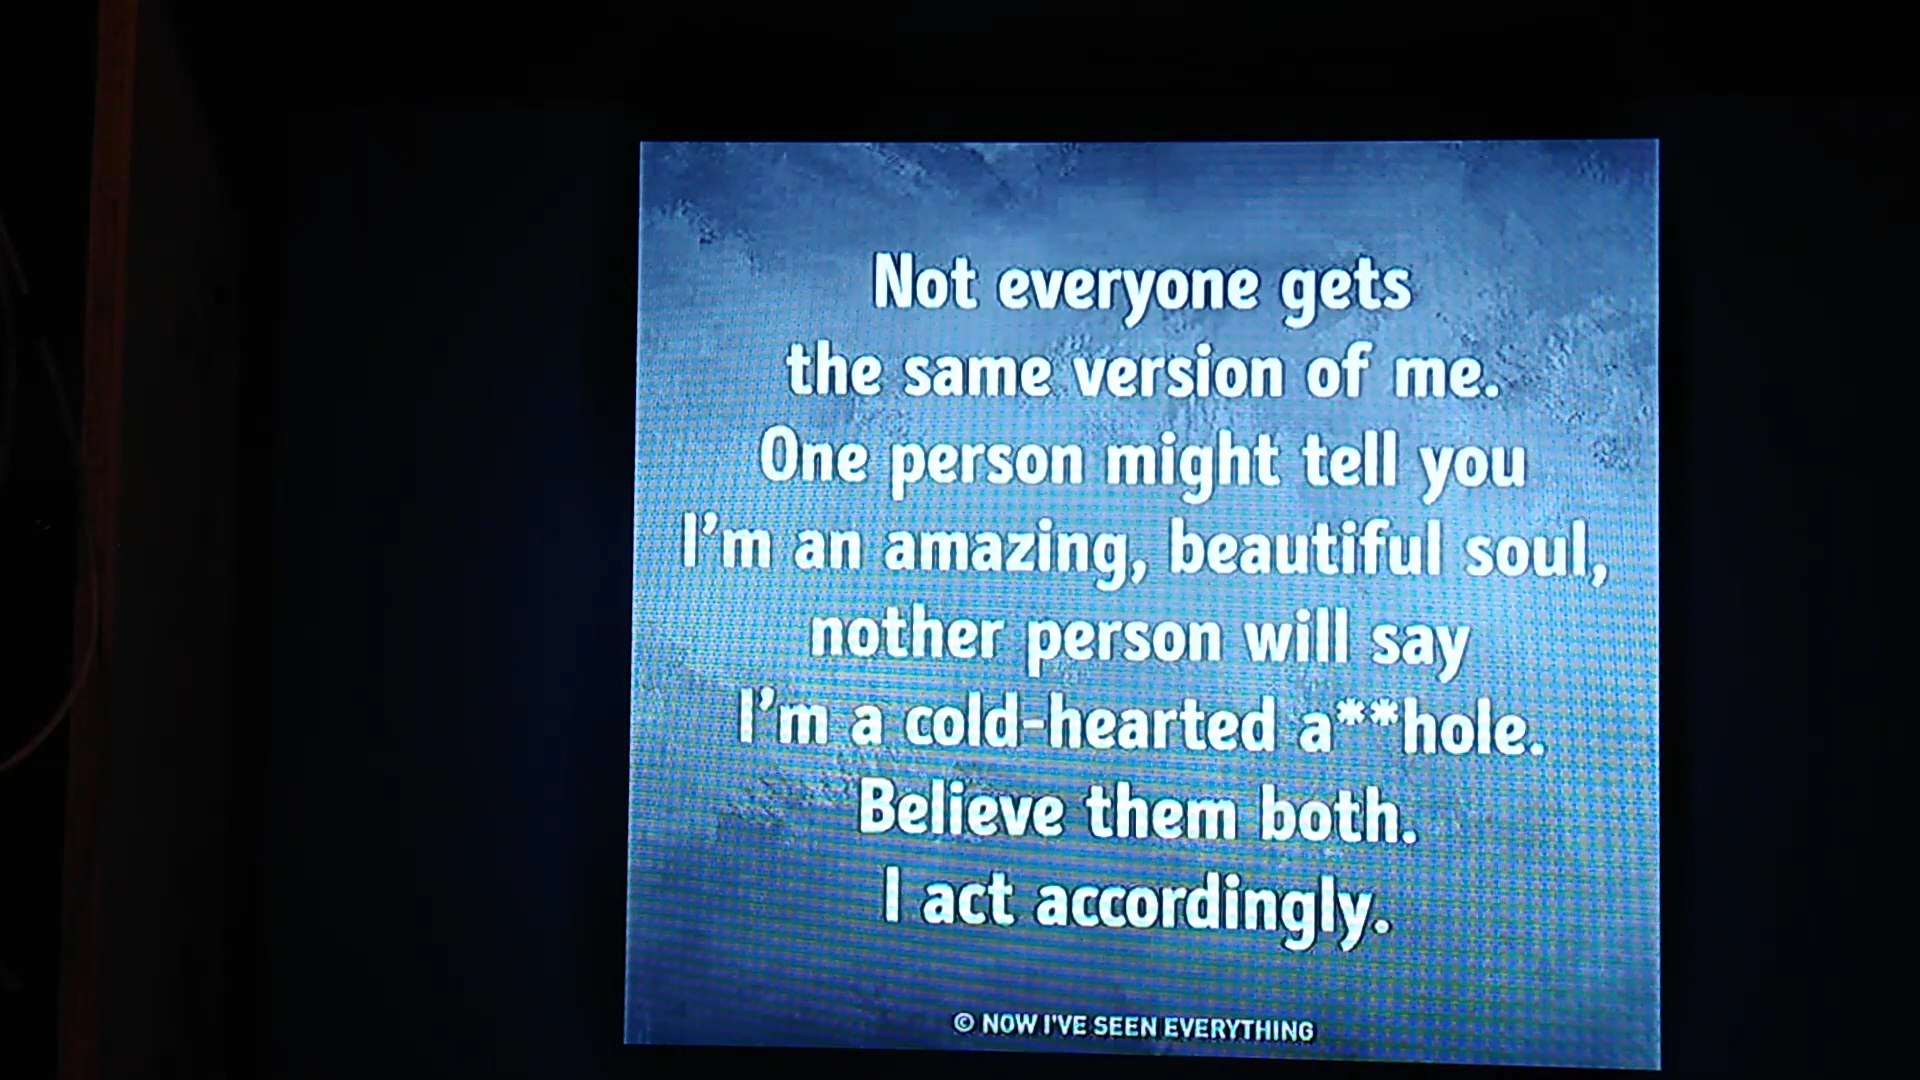 Not everyone gets
the same version of me.
One person might tell you
I'm an amazing, beautiful soul,
nother person will say
I'm a cold-hearted a**hole.
Believe them both.
I act accordingly.
© NOW I'VE SEEN EVERYTHING